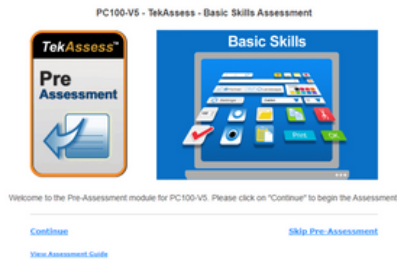 PC100-V5 - TekAssess - Basic Skills Assessment
TekAssess™
Pre
Assessment
Basic Skills
Print
OK
Welcome to the Pre-Assessment module for PC100-V5. Please click on "Continue" to begin the Assessment
Continue
Skip Pre-Assessment
View Assessment Guide